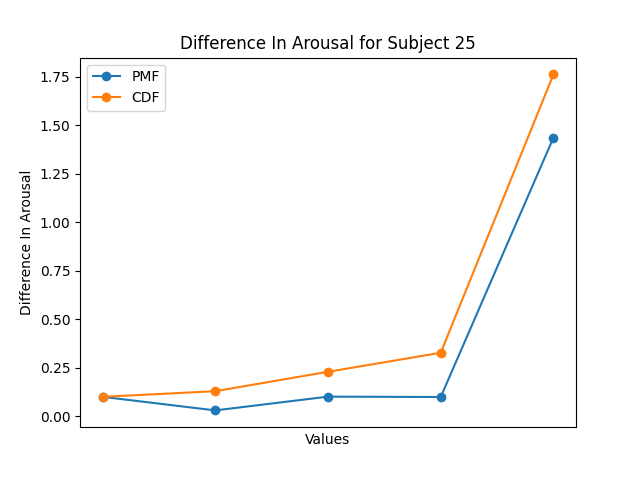 Difference In Arousal for Subject 25
PMF
CDF
1.75
1.50
1.25
1.00
0.75
0.50
0.25
0.00
Difference In Arousal
Values